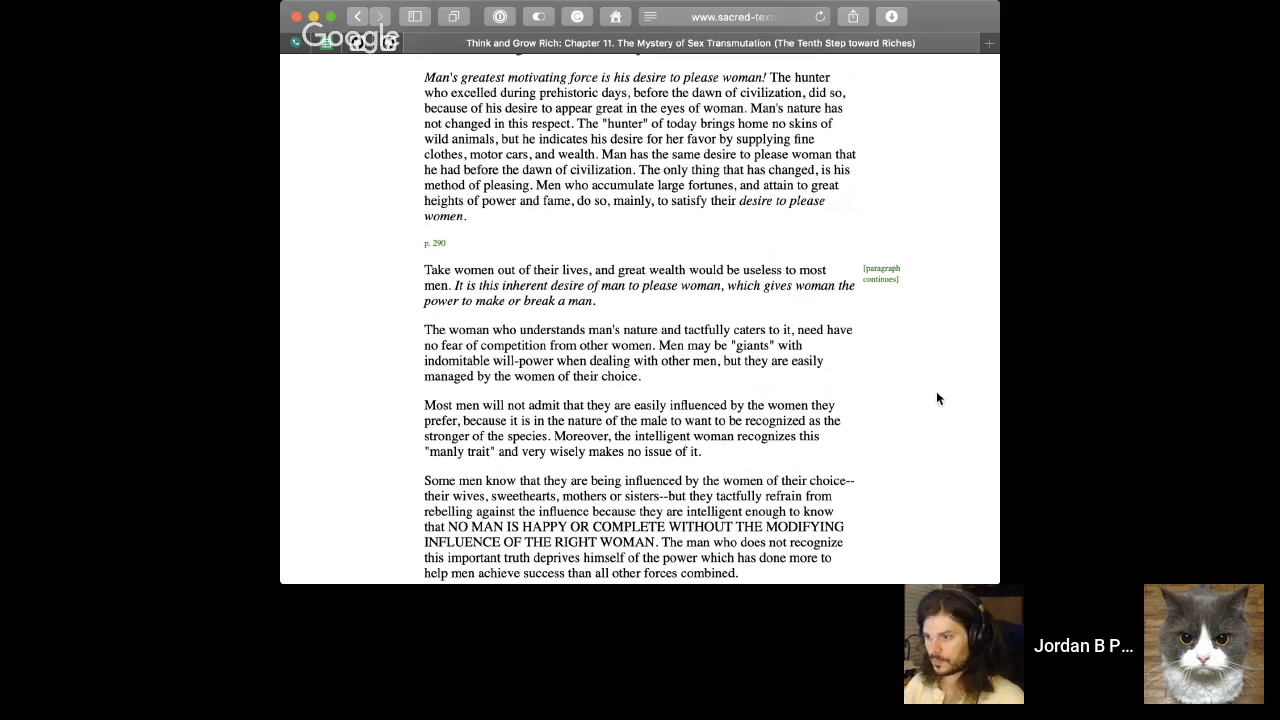 www.sacred-tex
Google
Think and Grow Rich: Chapter 11. The Mystery of Sex Transmutation (The Tenth Step toward Riches)
Man's greatest motivating force is his desire to please woman! The hunter
who excelled during prehistoric days, before the dawn of civilization, did so,
because of his desire to appear great in the eyes of woman. Man's nature has
not changed in this respect. The "hunter" of today brings home no skins of
wild animals, but he indicates his desire for her favor by supplying fine
clothes, motor cars, and wealth. Man has the same desire to please woman that
he had before the dawn of civilization. The only thing that has changed, is his
method of pleasing. Men who accumulate large fortunes, and attain to great
heights of power and fame, do so, mainly, to satisfy their desire to please
women.
p. 290
Take women out of their lives, and great wealth would be useless to most
[paragraph
continues]
men. It is this inherent desire of man to please woman, which gives woman the
power to make or break a man.
The woman who understands man's nature and tactfully caters to it, need have
no fear of competition from other women. Men may be "giants" with
indomitable will-power when dealing with other men, but they are easily
managed by the women of their choice.
Most men will not admit that they are easily influenced by the women they
prefer, because it is in the nature of the male to want to be recognized as the
stronger of the species. Moreover, the intelligent woman recognizes this
"manly trait" and very wisely makes no issue of it.
Some men know that they are being influenced by the women of their choice--
their wives, sweethearts, mothers or sisters--but they tactfully refrain from
rebelling against the influence because they are intelligent enough to know
that NO MAN IS HAPPY OR COMPLETE WITHOUT THE MODIFYING
INFLUENCE OF THE RIGHT WOMAN. The man who does not recognize
this important truth deprives himself of the power which has done more to
help men achieve success than all other forces combined.
Jordan B P...